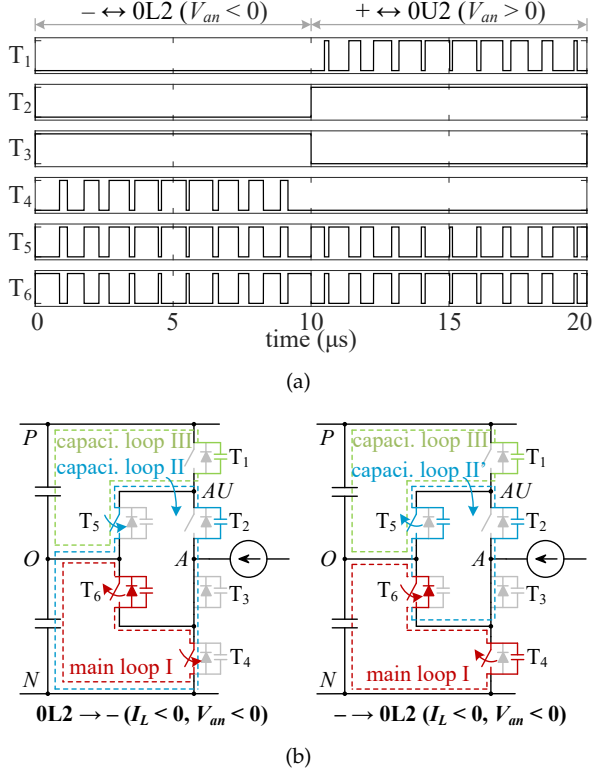 − ↔ 0L2 (Van < 0) + ↔ 0U2 (Van > 0)
T1
T2
T3
T4
T5
T6
0 5 10 15 20
time (μs)
(a)
P P
capaci. loop III capaci. loop III
T1 T1
capaci. loop II capaci. loop II'
AU AU
T5 T2 T5 T2
O A O A
T6 T3 T6 T3
main loop I T4 main loop I T4
N N
0L2 → − (IL < 0, Van < 0) − → 0L2 (IL < 0, Van < 0)
(b)